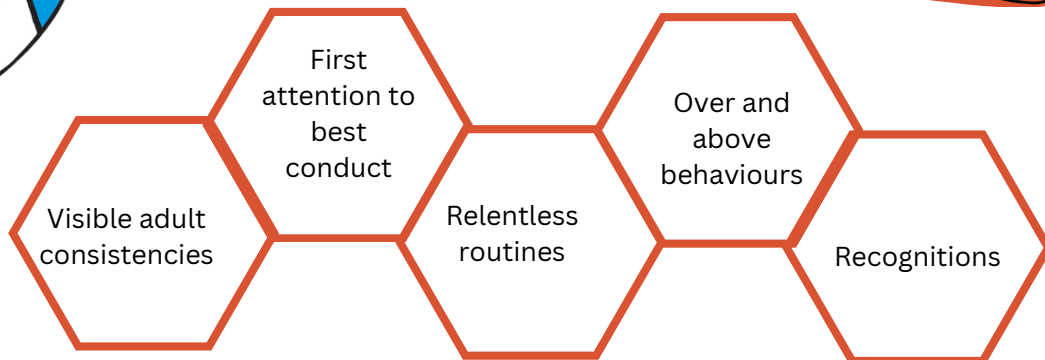 Visible adult
consistencies
First
attention to
best
conduct
Relentless
routines
Over and
above
behaviours
Recognitions